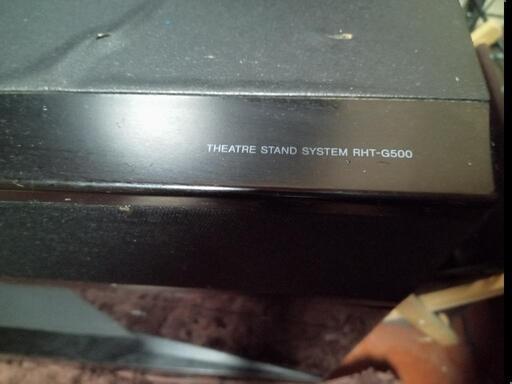 THEATRE STAND SYSTEM RHT-G500